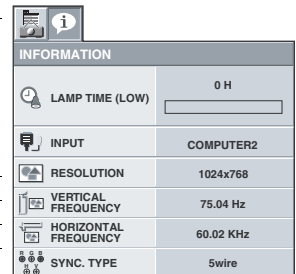 i
INFORMATION
LAMP TIME (LOW)
0 H
INPUT
COMPUTER2
RESOLUTION
1024x768
VERTICAL
FREQUENCY
75.04 Hz
HORIZONTAL
FREQUENCY
60.02 KHz
R G B
H V
SYNC. TYPE
5wire